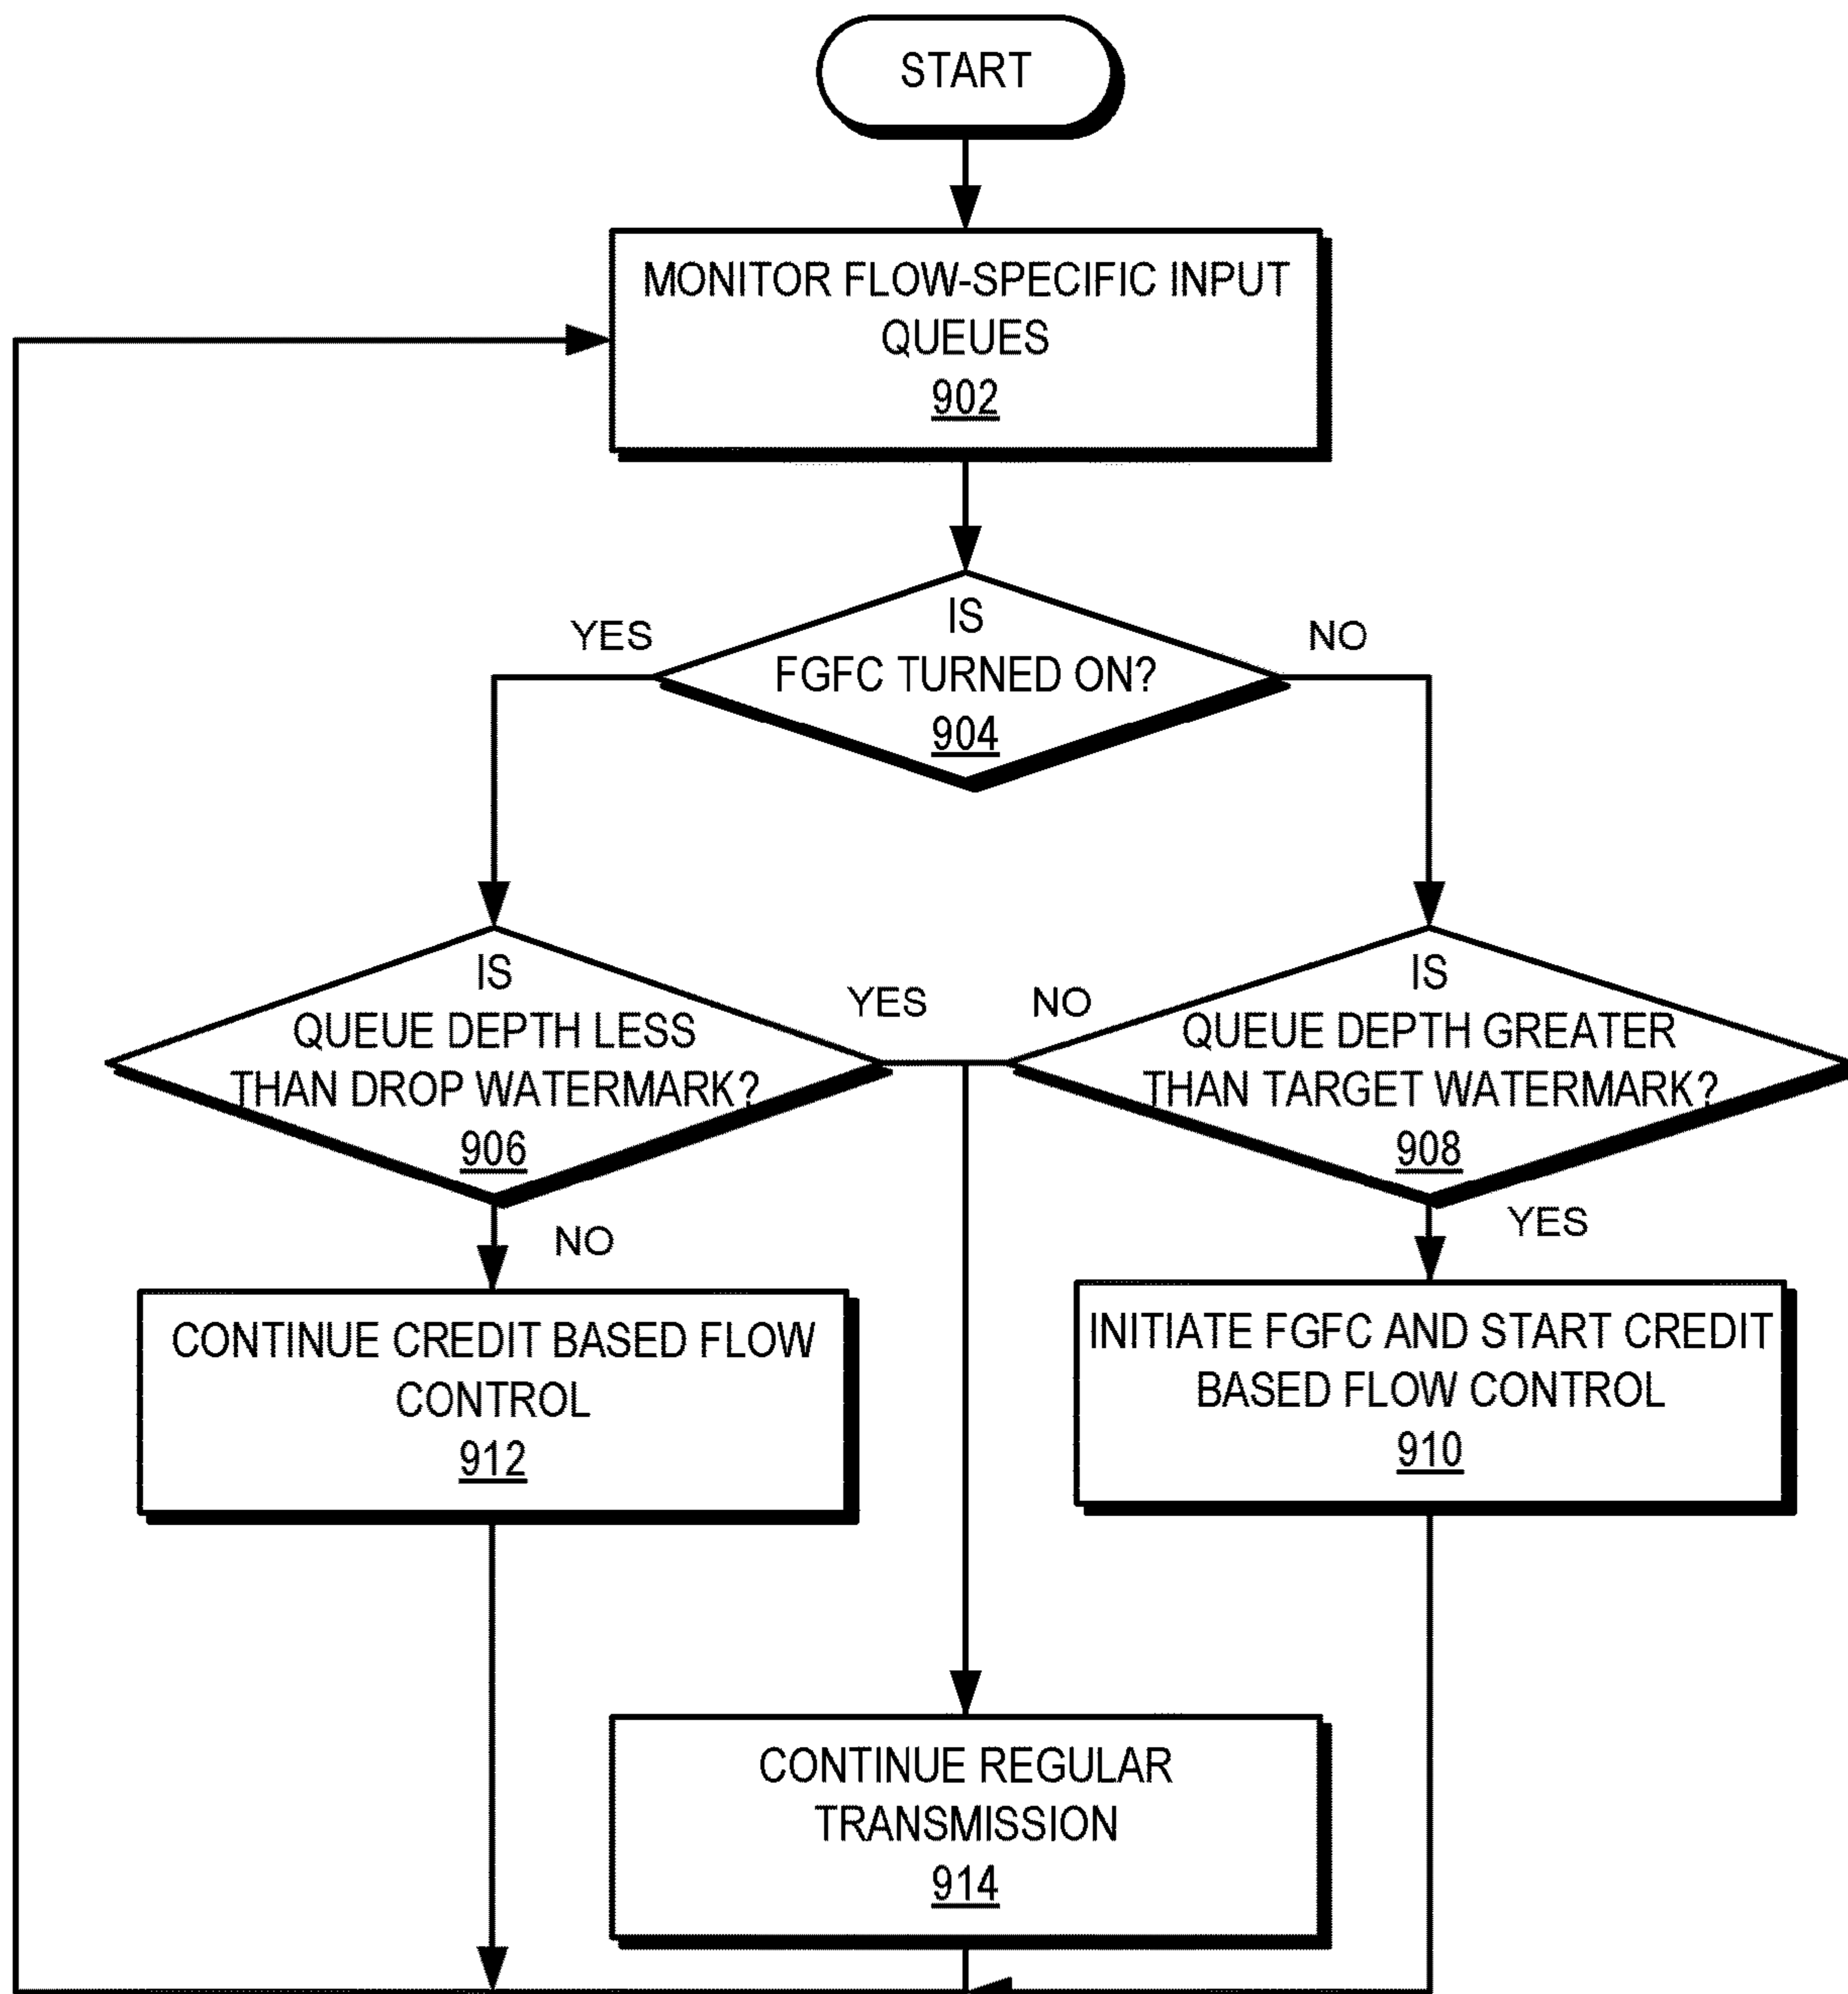 START
MONITOR FLOW-SPECIFIC INPUT
QUEUES
902
YES
NO
IS
FGFC TURNED ON?
904
IS
QUEUE DEPTH LESS
THAN DROP WATERMARK?
906
YES
NO
IS
QUEUE DEPTH GREATER
THAN TARGET WATERMARK?
908
NO
YES
CONTINUE CREDIT BASED FLOW
CONTROL
912
INITIATE FGFC AND START CREDIT
BASED FLOW CONTROL
910
CONTINUE REGULAR
TRANSMISSION
914